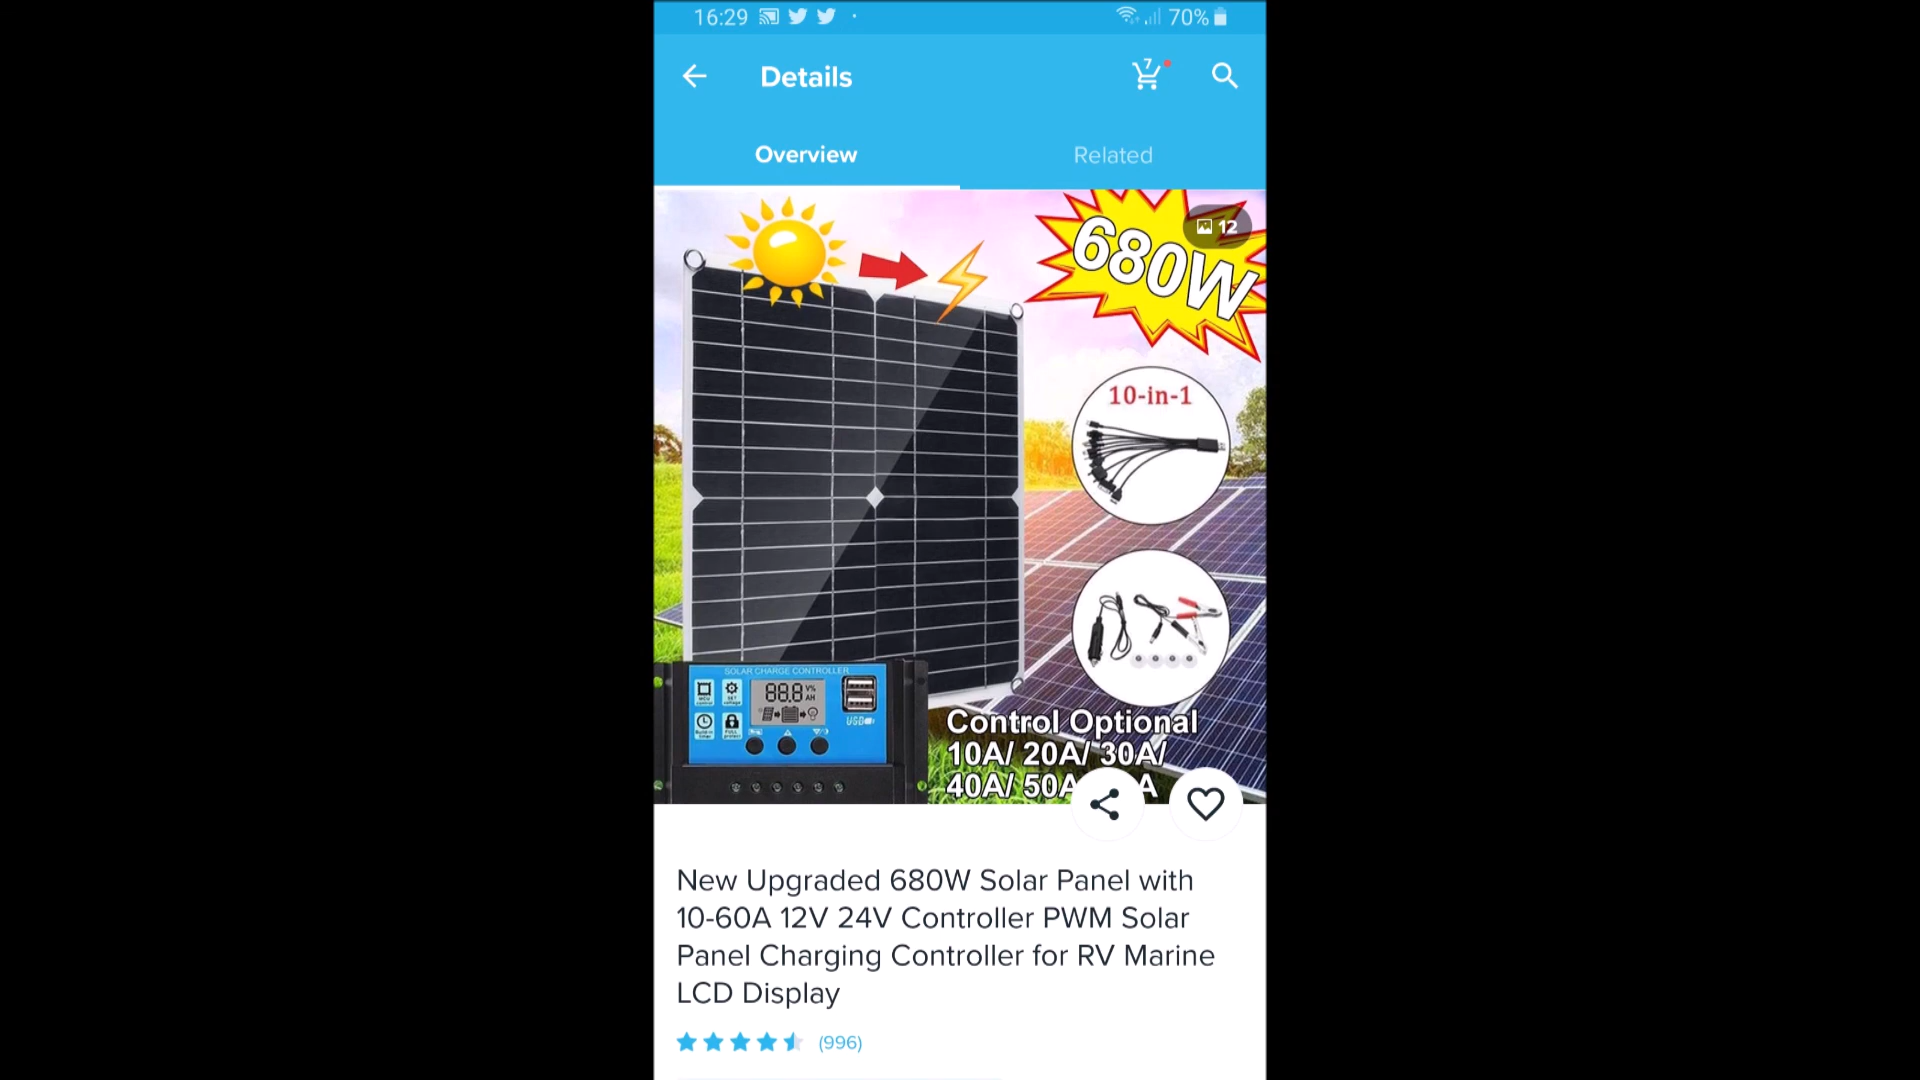 16:29
70%
Details
7
Overview
Related
680W
12
10-in-1
SOLAR CHARGE CONTROLLER
88.8 V%
AH
Control Optional
10A/ 20A/ 30A/
40A/ 50A
A
New Upgraded 680W Solar Panel with
10-60A 12V 24V Controller PWM Solar
Panel Charging Controller for RV Marine
LCD Display
(996)